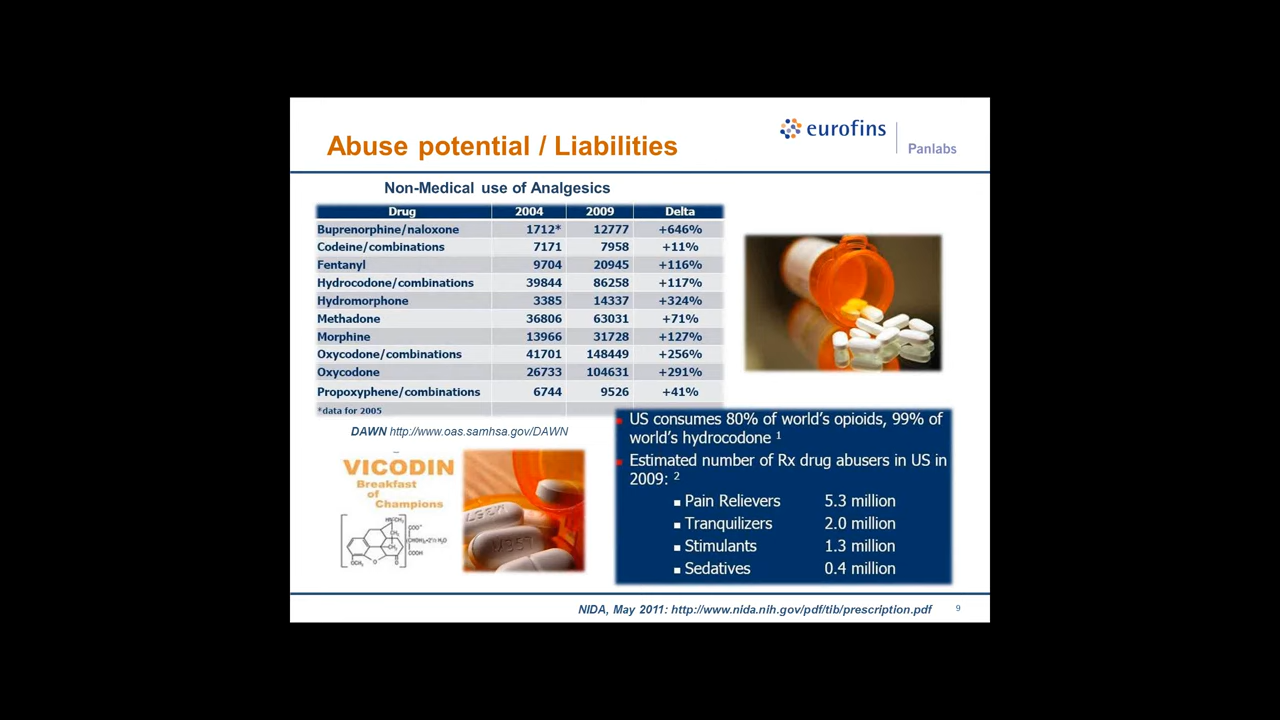 eurofins
Panlabs
Abuse potential / Liabilities
Non-Medical use of Analgesics
Drug 2004 2009 Delta
Buprenorphine/naloxone 1712* 12777 +646%
Codeine/combinations 7171 7958 +11%
Fentanyl 9704 20945 +116%
Hydrocodone/combinations 39844 86258 +117%
Hydromorphone 3385 14337 +324%
Methadone 36806 63031 +71%
Morphine 13966 31728 +127%
Oxycodone/combinations 41701 148449 +256%
Oxycodone 26733 104631 +291%
Propoxyphene/combinations 6744 9526 +41%
*data for 2005
DAWN http://www.oas.samhsa.gov/DAWN
VICODIN
Breakfast
of
Champions
US consumes 80% of world’s opioids, 99% of
world’s hydrocodone 1
Estimated number of Rx drug abusers in US in
2009: 2
Pain Relievers 5.3 million
Tranquilizers 2.0 million
Stimulants 1.3 million
Sedatives 0.4 million
NIDA, May 2011: http://www.nida.nih.gov/pdf/tib/prescription.pdf
9